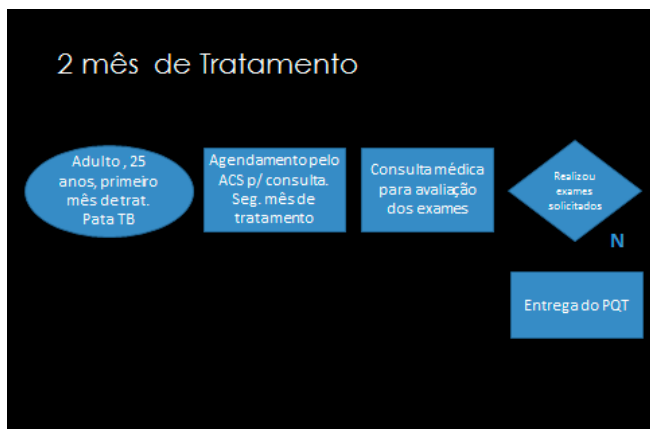 2 mês de Tratamento
Adulto , 25
anos, primeiro
mês de trat.
Pata TB
Agendamento pelo
ACS p/ consulta.
Seg. mês de
tratamento
Consulta médica
para avaliação
dos exames
Realizou
exames
solicitados
N
Entrega do PQT